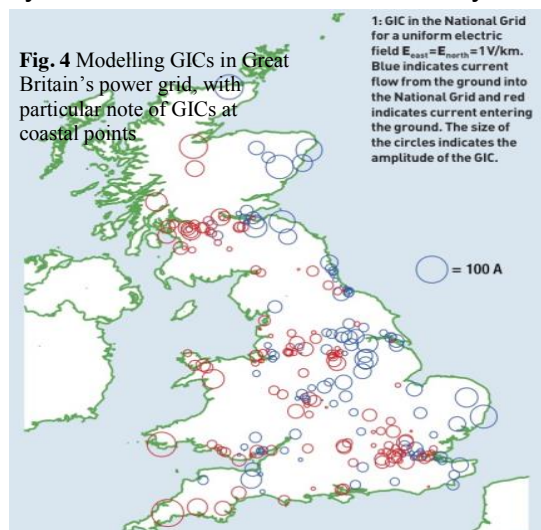 Fig. 4 Modelling GICs in Great
Britain's power grid, with
particular note of GICs at
coastal points
1: GIC in the National Grid
for a uniform electric
field Eeast=Enorth=1V/km.
Blue indicates current
flow from the ground into
the National Grid and red
indicates current entering
the ground. The size of
the circles indicates the
amplitude of the GIC.
= 100 A